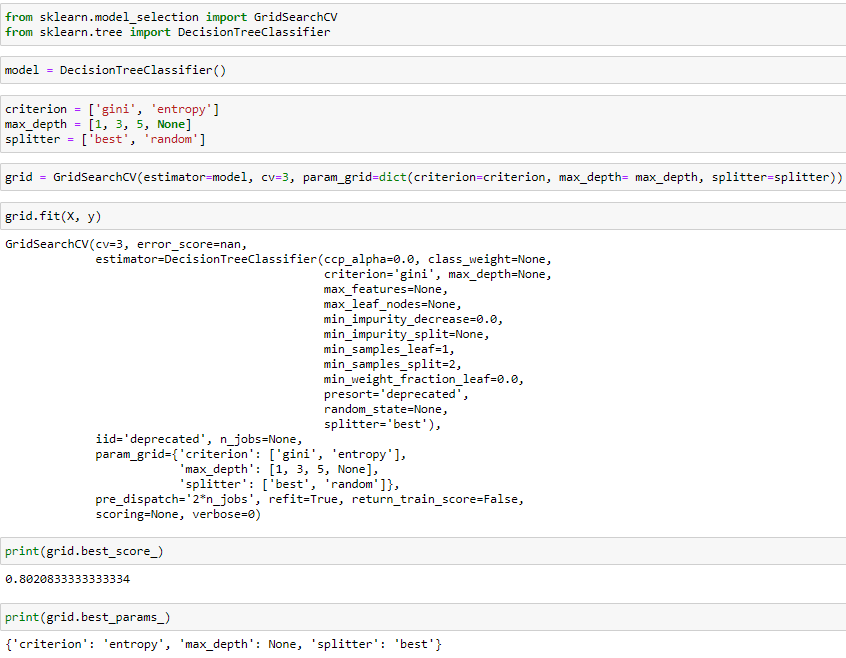 from sklearn.model_selection import GridSearchCV
from sklearn.tree import DecisionTreeClassifier
model = DecisionTreeClassifier()
criterion = ['gini', 'entropy']
max_depth = [1, 3, 5, None]
splitter = ['best', 'random']
grid = GridSearchCV(estimator=model, cv=3, param_grid=dict(criterion=criterion, max_depth= max_depth, splitter=splitter))
grid.fit(X, y)
GridSearchCV(cv=3, error_score=nan,
             estimator=DecisionTreeClassifier(ccp_alpha=0.0, class_weight=None,
                                              criterion='gini', max_depth=None,
                                              max_features=None,
                                              max_leaf_nodes=None,
                                              min_impurity_decrease=0.0,
                                              min_impurity_split=None,
                                              min_samples_leaf=1,
                                              min_samples_split=2,
                                              min_weight_fraction_leaf=0.0,
                                              presort='deprecated',
                                              random_state=None,
                                              splitter='best'),
             iid='deprecated', n_jobs=None,
             param_grid={'criterion': ['gini', 'entropy'],
                         'max_depth': [1, 3, 5, None],
                         'splitter': ['best', 'random']},
             pre_dispatch='2*n_jobs', refit=True, return_train_score=False,
             scoring=None, verbose=0)
print(grid.best_score_)
0.8020833333333334
print(grid.best_params_)
{'criterion': 'entropy', 'max_depth': None, 'splitter': 'best'}